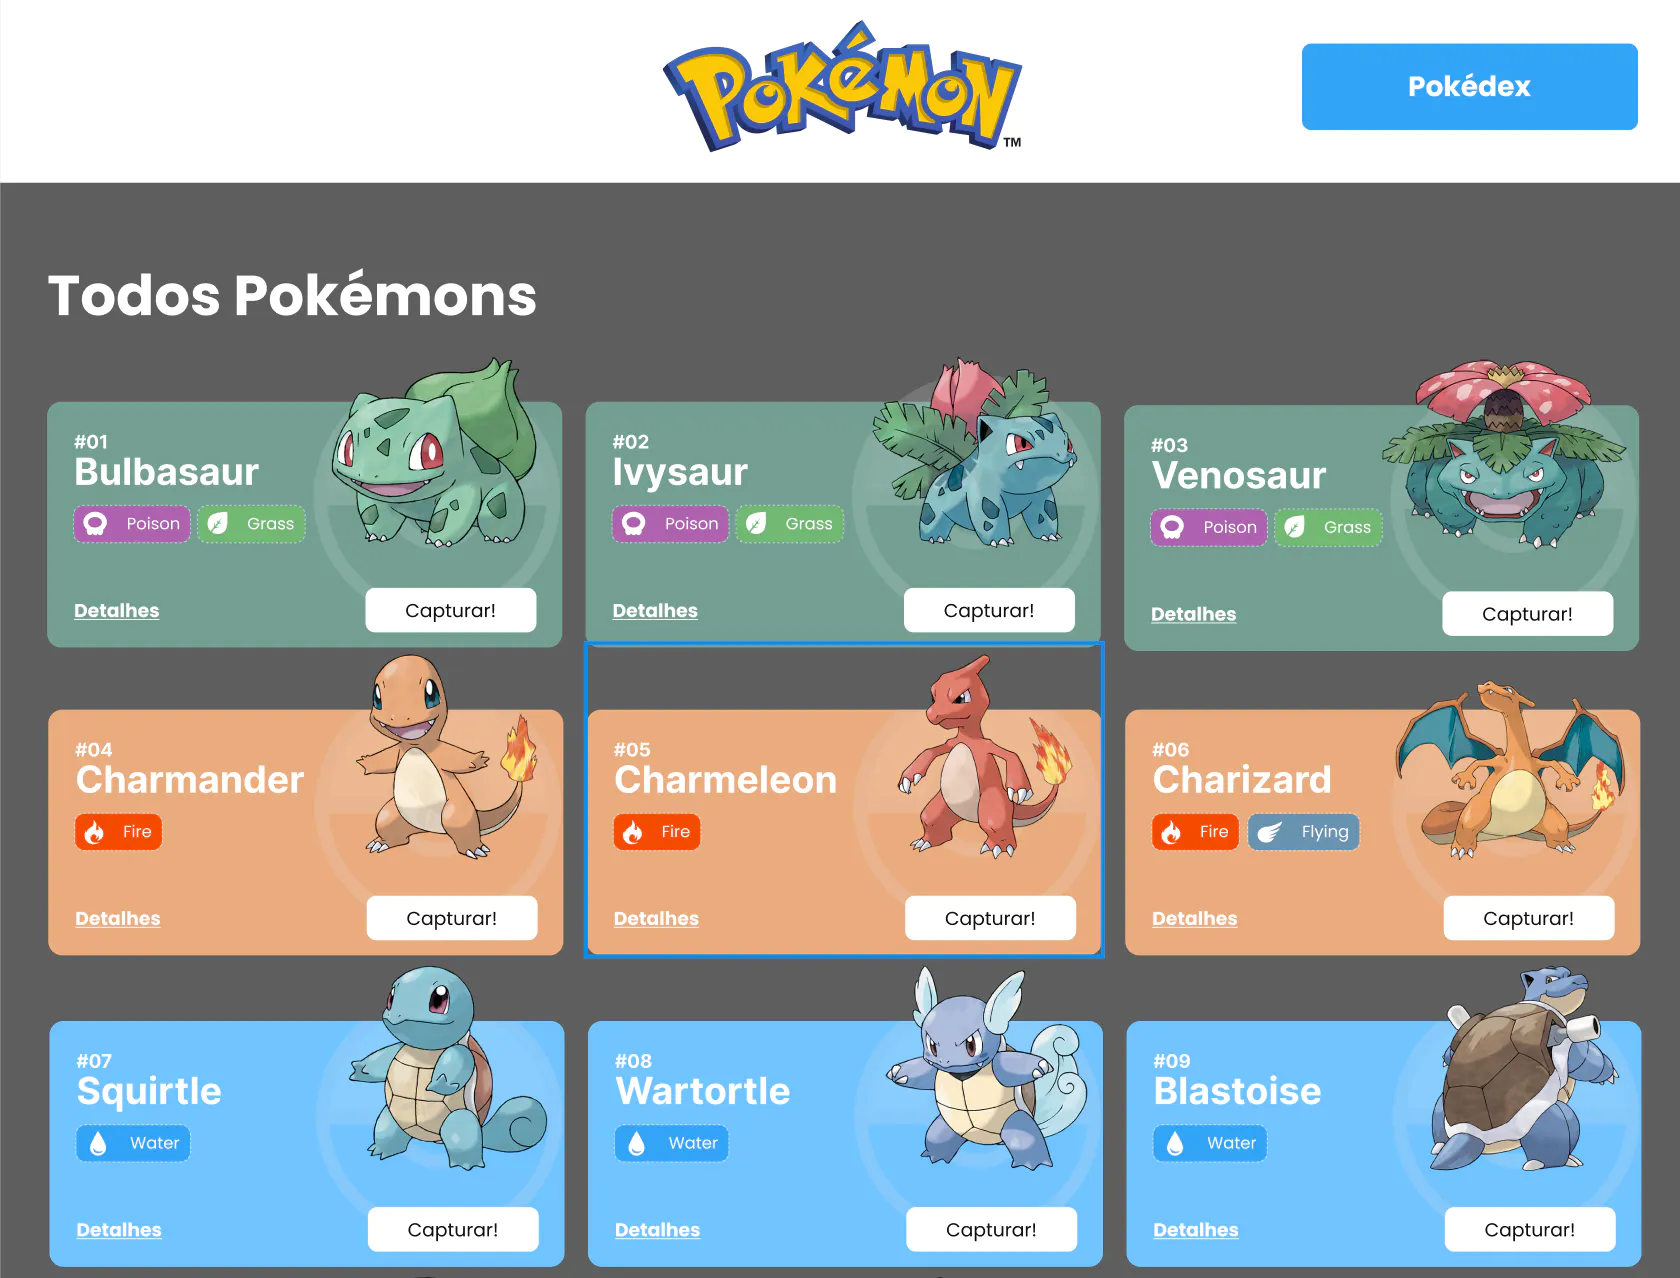 POKéMON
TM
Pokédex
Todos Pokémons
#01
Bulbasaur
Poison Grass
Detalhes Capturar!
#02
Ivysaur
Poison Grass
Detalhes Capturar!
#03
Venosaur
Poison Grass
Detalhes Capturar!
#04
Charmander
Fire
Detalhes Capturar!
#05
Charmeleon
Fire
Detalhes Capturar!
#06
Charizard
Fire Flying
Detalhes Capturar!
#07
Squirtle
Water
Detalhes Capturar!
#08
Wartortle
Water
Detalhes Capturar!
#09
Blastoise
Water
Detalhes Capturar!